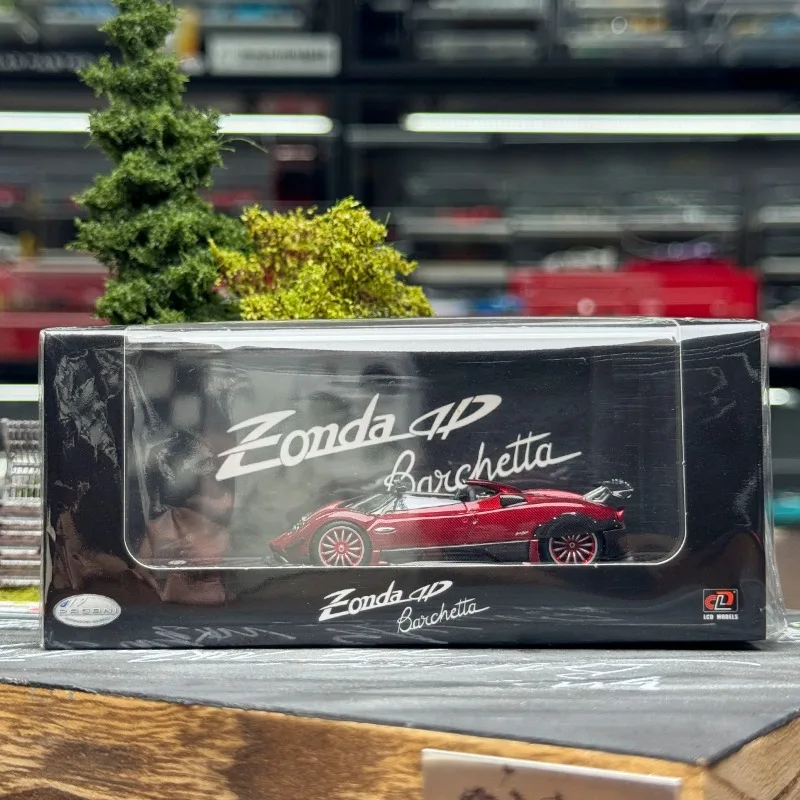 Zonda HP
Barchetta
Zonda HP
Barchetta
PAGANI
LCD MODELS